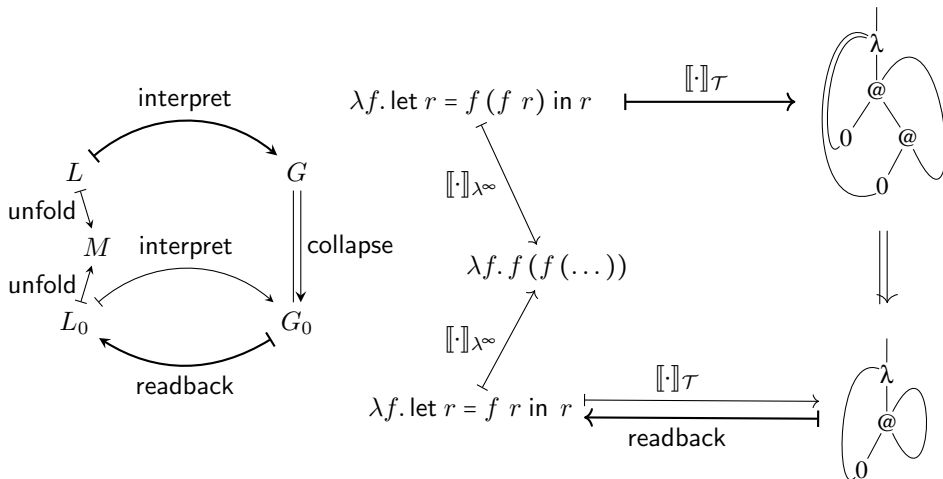 interpret
L
G
unfold
M
interpret
collapse
unfold
L₀
G₀
readback
λf. let r = f (f r) in r
⟦·⟧𝒯
⟦·⟧λ∞
λf. f (f (…))
⟦·⟧λ∞
λf. let r = f r in r
⟦·⟧𝒯
readback
λ
@
0
@
0
λ
@
0